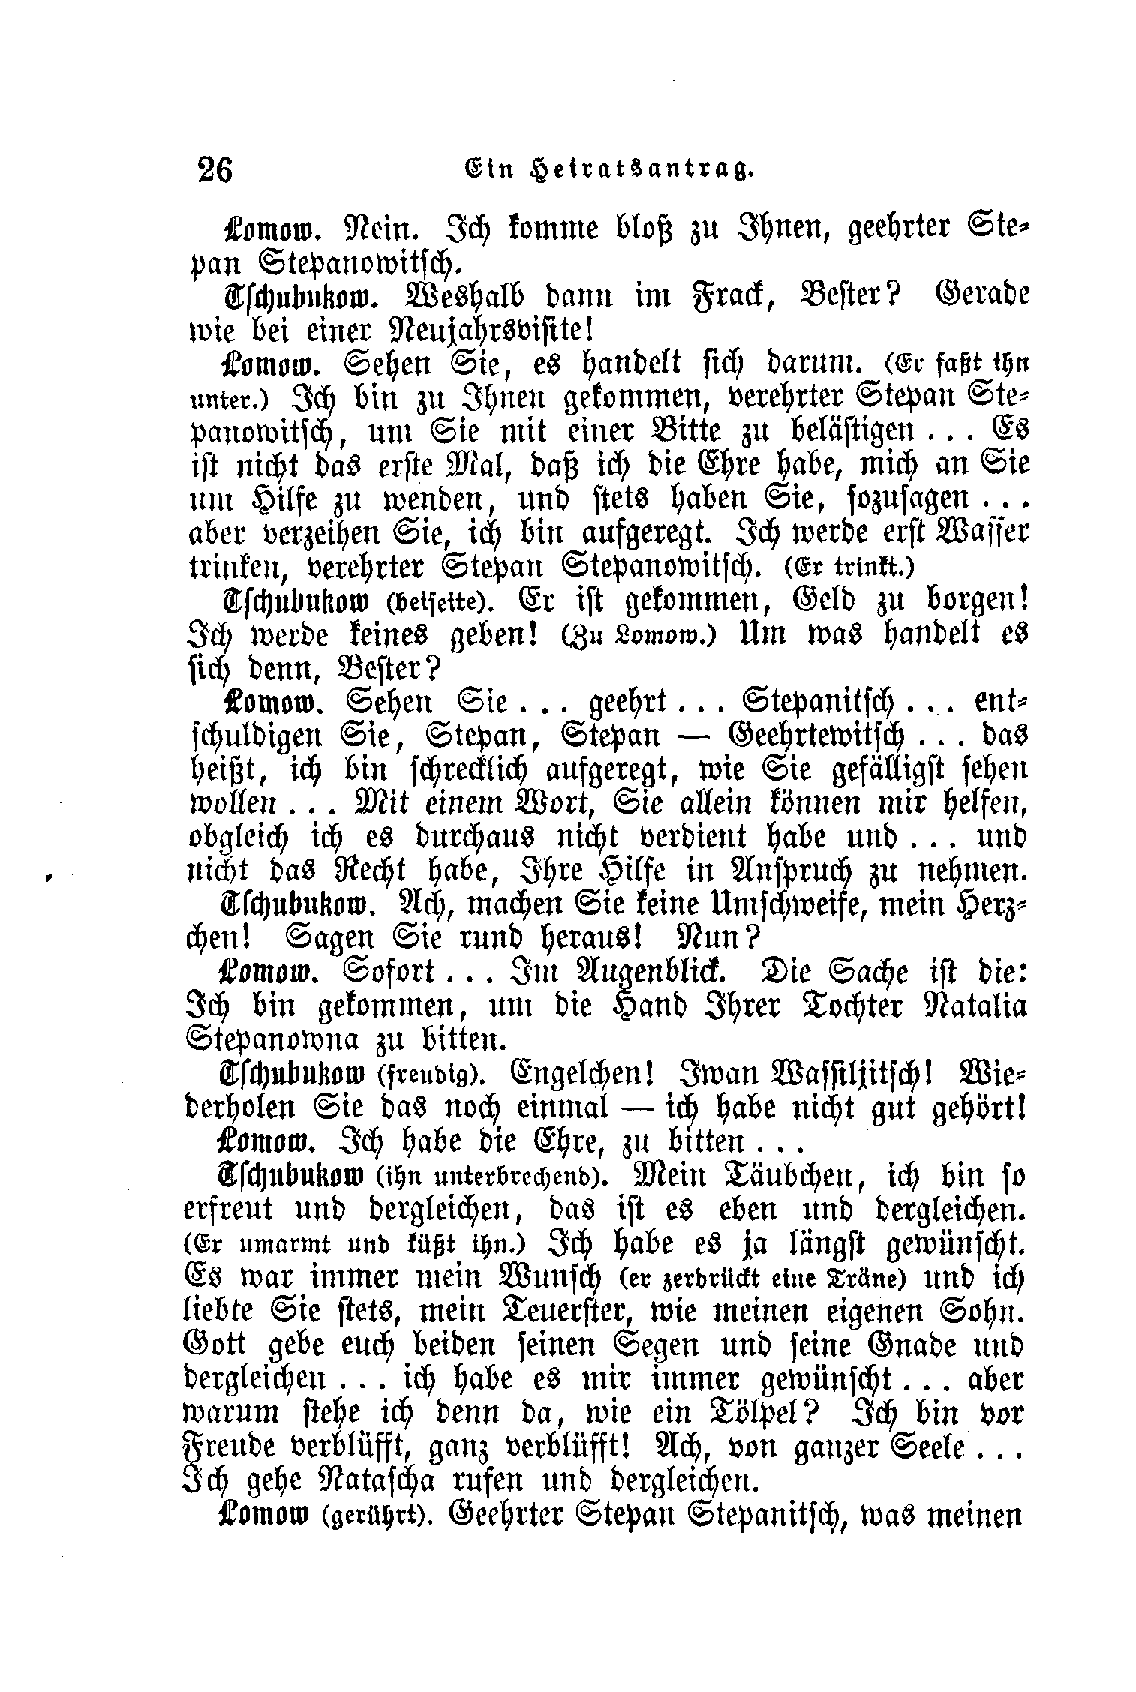 26 Ein Heiratsantrag.
Lomow. Nein. Ich komme bloß zu Ihnen, geehrter Ste-
pan Stepanowitsch.
Tschubukow. Weshalb dann im Frack, Bester? Gerade
wie bei einer Neujahrsvisite!
Lomow. Sehen Sie, es handelt sich darum. (Er faßt ihn
unter.) Ich bin zu Ihnen gekommen, verehrter Stepan Ste-
panowitsch, um Sie mit einer Bitte zu belästigen . . . Es
ist nicht das erste Mal, daß ich die Ehre habe, mich an Sie
um Hilfe zu wenden, und stets haben Sie, sozusagen . . .
aber verzeihen Sie, ich bin aufgeregt. Ich werde erst Wasser
trinken, verehrter Stepan Stepanowitsch. (Er trinkt.)
Tschubukow (beiseite). Er ist gekommen, Geld zu borgen!
Ich werde keines geben! (Zu Lomow.) Um was handelt es
sich denn, Bester?
Lomow. Sehen Sie . . . geehrt . . . Stepanitsch . . . ent-
schuldigen Sie, Stepan, Stepan — Geehrtewitsch . . . das
heißt, ich bin schrecklich aufgeregt, wie Sie gefälligst sehen
wollen . . . Mit einem Wort, Sie allein können mir helfen,
obgleich ich es durchaus nicht verdient habe und . . . und
nicht das Recht habe, Ihre Hilfe in Anspruch zu nehmen.
Tschubukow. Ach, machen Sie keine Umschweife, mein Herz-
chen! Sagen Sie rund heraus! Nun?
Lomow. Sofort . . . Im Augenblick. Die Sache ist die:
Ich bin gekommen, um die Hand Ihrer Tochter Natalia
Stepanowna zu bitten.
Tschubukow (freudig). Engelchen! Iwan Wassiljitsch! Wie-
derholen Sie das noch einmal — ich habe nicht gut gehört!
Lomow. Ich habe die Ehre, zu bitten . . .
Tschubukow (ihn unterbrechend). Mein Täubchen, ich bin so
erfreut und dergleichen, das ist es eben und dergleichen.
(Er umarmt und küßt ihn.) Ich habe es ja längst gewünscht.
Es war immer mein Wunsch (er zerdrückt eine Träne) und ich
liebte Sie stets, mein Teuerster, wie meinen eigenen Sohn.
Gott gebe euch beiden seinen Segen und seine Gnade und
dergleichen . . . ich habe es mir immer gewünscht . . . aber
warum stehe ich denn da, wie ein Tölpel? Ich bin vor
Freude verblüfft, ganz verblüfft! Ach, von ganzer Seele . . .
Ich gehe Natascha rufen und dergleichen.
Lomow (gerührt). Geehrter Stepan Stepanitsch, was meinen